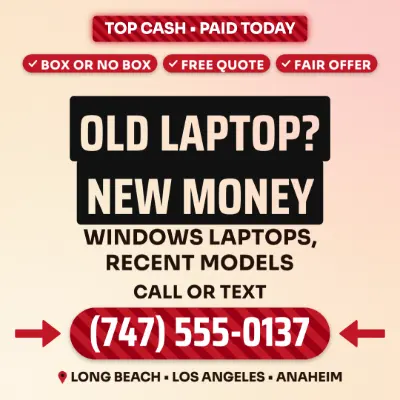 TOP CASH • PAID TODAY
BOX OR NO BOX FREE QUOTE FAIR OFFER
OLD LAPTOP?
NEW MONEY
WINDOWS LAPTOPS,
RECENT MODELS
CALL OR TEXT
(747) 555-0137
LONG BEACH • LOS ANGELES • ANAHEIM